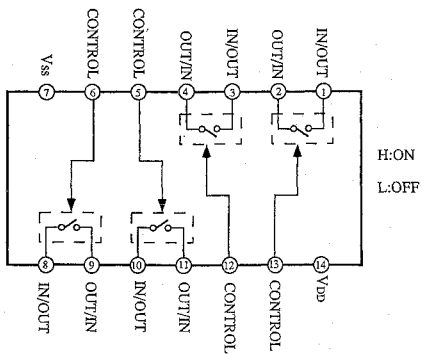 Vss
CONTROL
CONTROL
OUT/IN
IN/OUT
OUT/IN
IN/OUT
7
6
5
4
3
2
1
H:ON
L:OFF
8
9
10
11
12
13
14
IN/OUT
OUT/IN
IN/OUT
OUT/IN
CONTROL
CONTROL
VDD